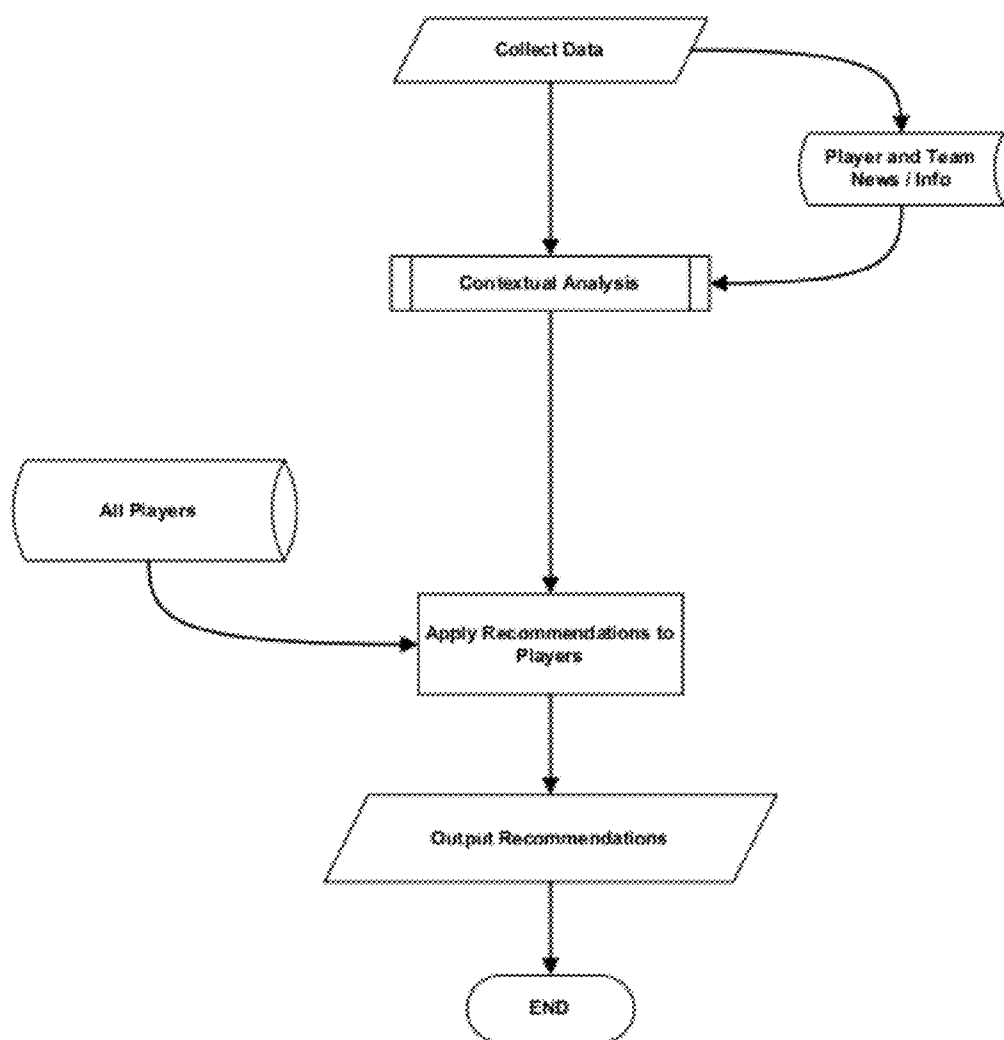 Collect Data
Player and Team
News / Info
Contextual Analysis
All Players
Apply Recommendations to
Players
Output Recommendations
END